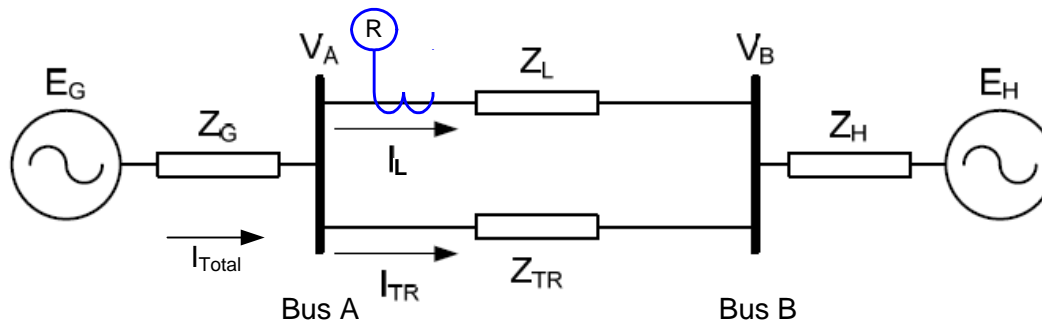 R
V_A
V_B
E_G
Z_L
E_H
Z_G
Z_H
I_L
I_Total
I_TR
Z_TR
Bus A
Bus B